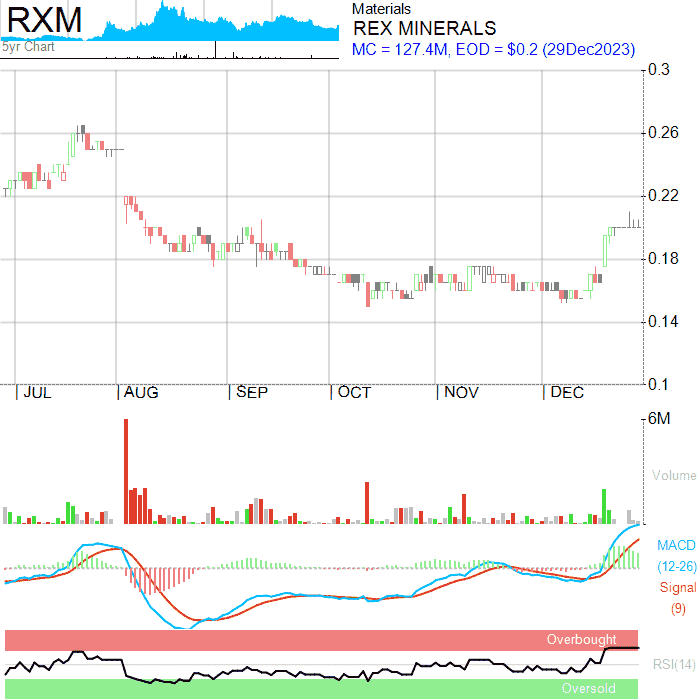 RXM
5yr Chart
Materials
REX MINERALS
MC = 127.4M, EOD = $0.2 (29Dec2023)
0.3
0.26
0.22
0.18
0.14
0.1
JUL AUG SEP OCT NOV DEC
6M
Volume
MACD
(12-26)
Signal
(9)
Overbought
RSI(14)
Oversold